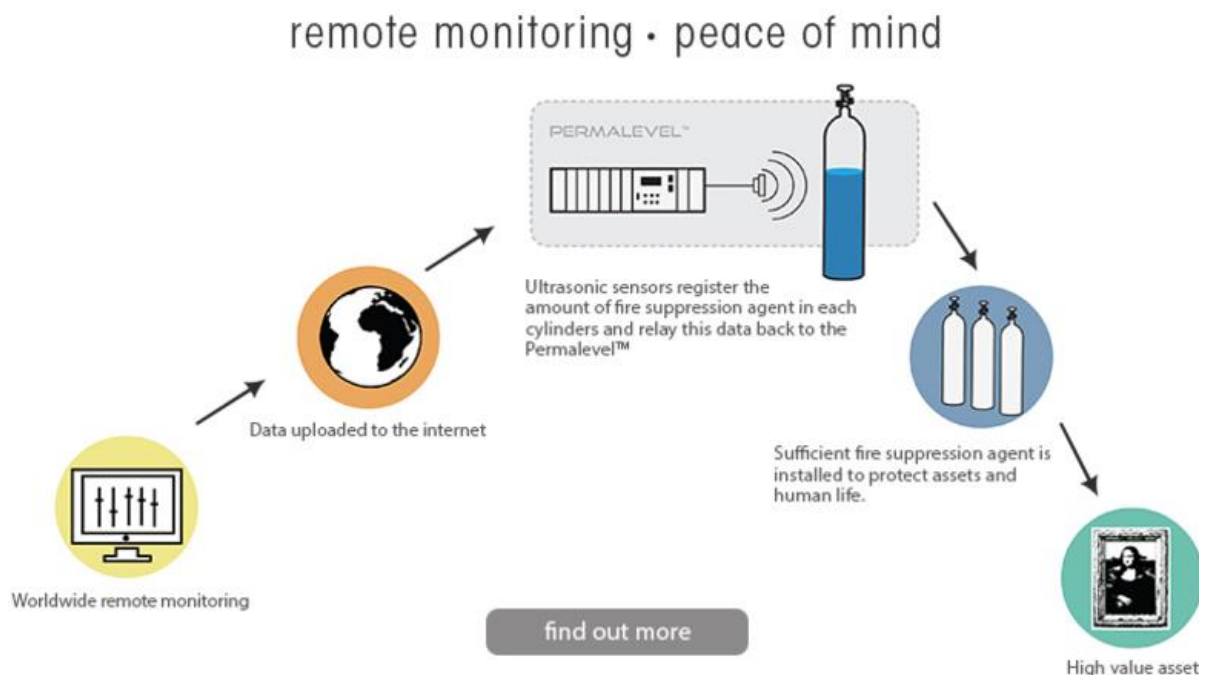 remote monitoring • peace of mind
PERMALEVEL™
Ultrasonic sensors register the
amount of fire suppression agent in each
cylinders and relay this data back to the
Permalevel™
Data uploaded to the internet
Sufficient fire suppression agent is
installed to protect assets and
human life.
Worldwide remote monitoring
find out more
High value asset